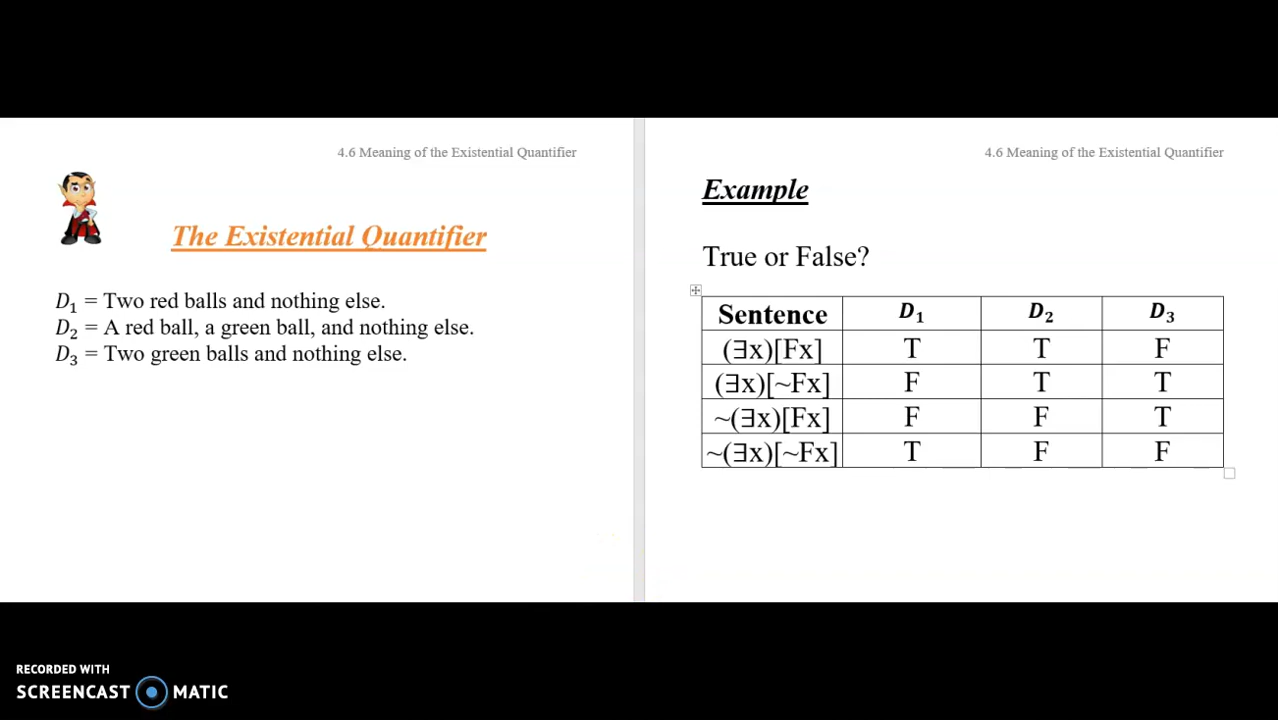 4.6 Meaning of the Existential Quantifier
The Existential Quantifier
D₁ = Two red balls and nothing else.
D₂ = A red ball, a green ball, and nothing else.
D₃ = Two green balls and nothing else.
4.6 Meaning of the Existential Quantifier
Example
True or False?
Sentence D₁ D₂ D₃
(∃x)[Fx] T T F
(∃x)[~Fx] F T T
~(∃x)[Fx] F F T
~(∃x)[~Fx] T F F
RECORDED WITH
SCREENCAST MATIC